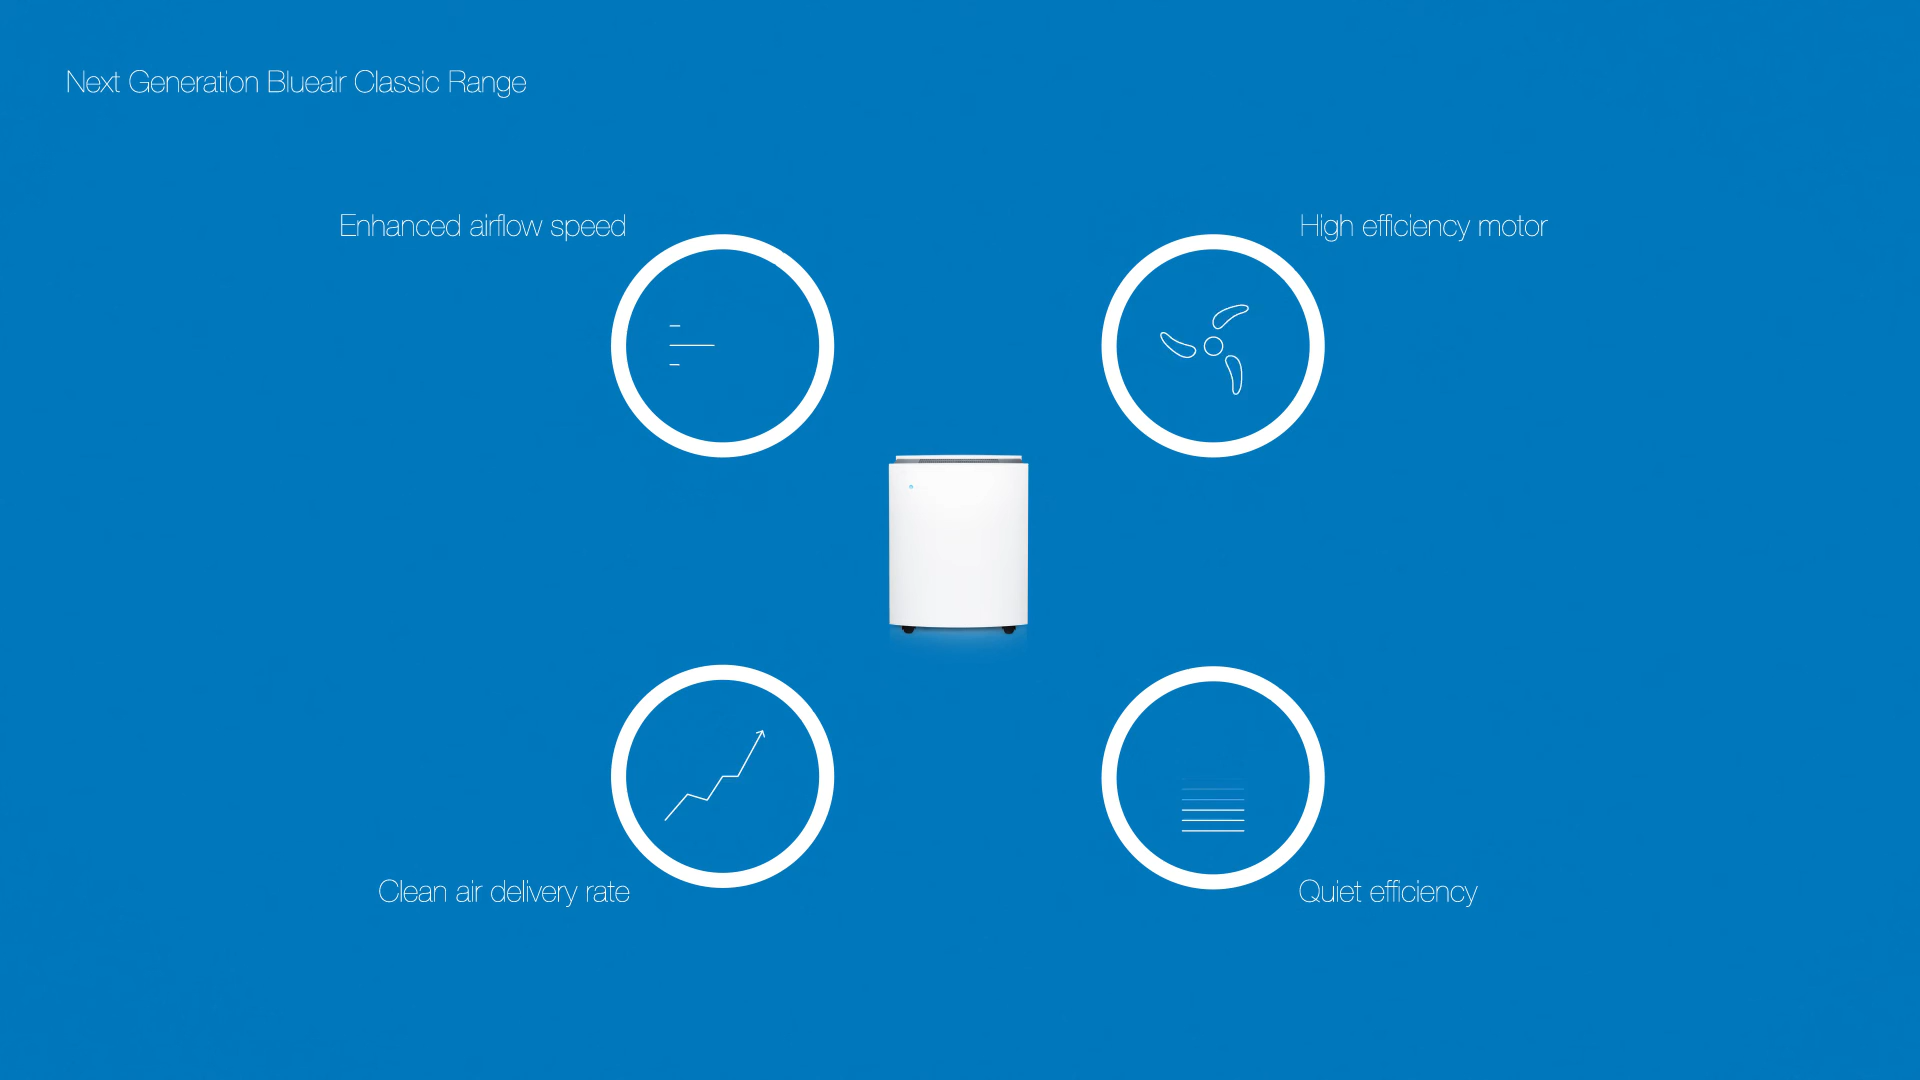 Next Generation Blueair Classic Range
Enhanced airflow speed
High efficiency motor
Clean air delivery rate
Quiet efficiency